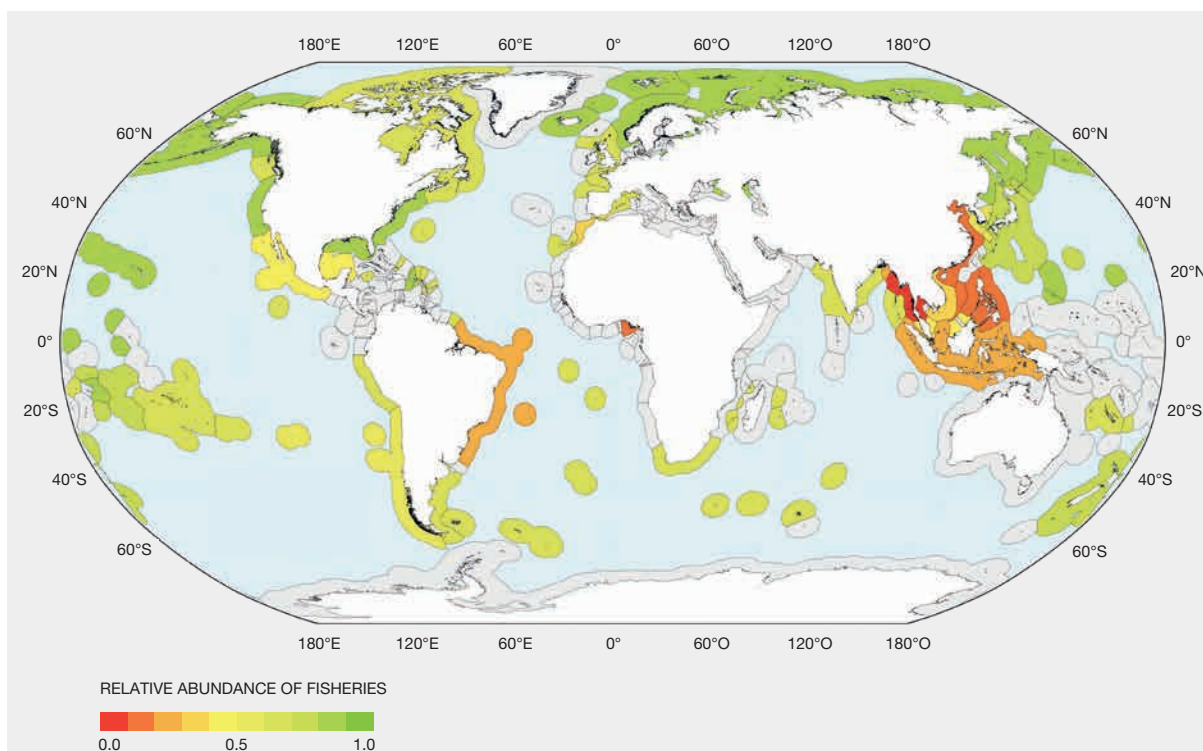 180°E 120°E 60°E 0° 60°O 120°O 180°O
60°N 60°N
40°N 40°N
20°N 20°N
0° 0°
20°S 20°S
40°S 40°S
60°S 60°S
180°E 120°E 60°E 0° 60°O 120°O 180°O
RELATIVE ABUNDANCE OF FISHERIES
0.0 0.5 1.0